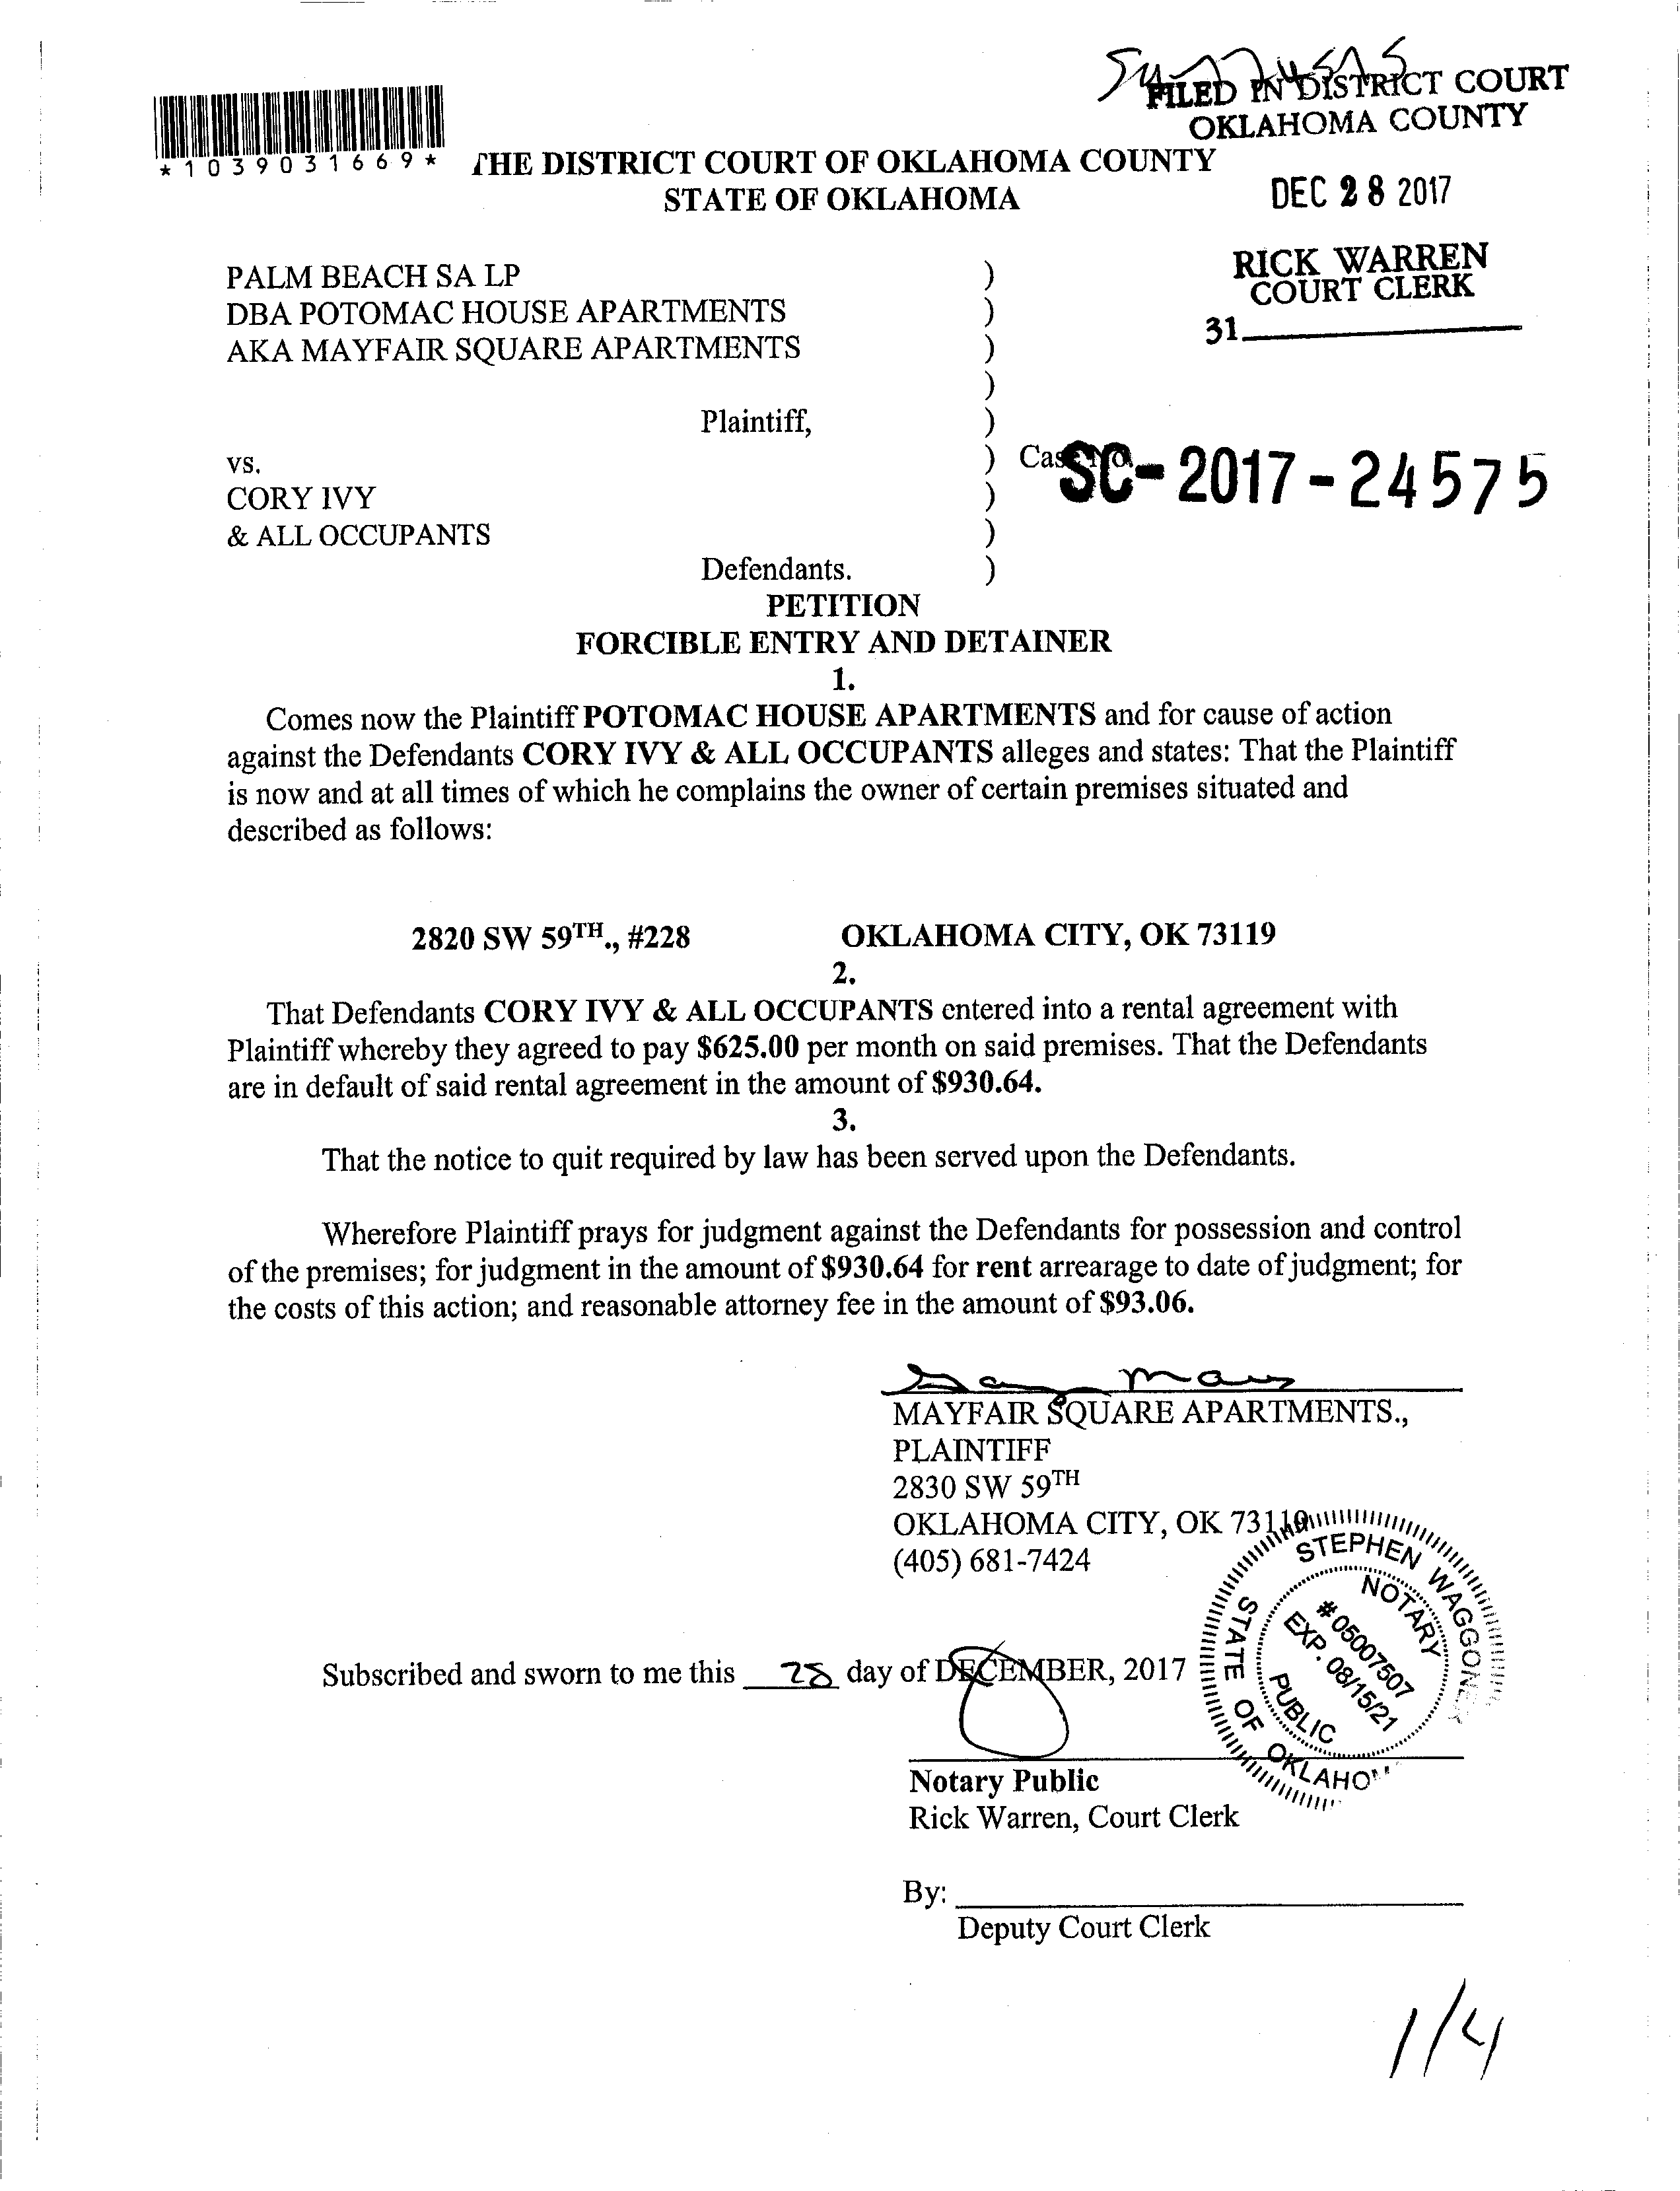 FILED IN DISTRICT COURT
OKLAHOMA COUNTY
*1039031669*
THE DISTRICT COURT OF OKLAHOMA COUNTY
STATE OF OKLAHOMA
DEC 28 2017
RICK WARREN
COURT CLERK
31
PALM BEACH SA LP )
DBA POTOMAC HOUSE APARTMENTS )
AKA MAYFAIR SQUARE APARTMENTS )
)
Plaintiff, )
vs. ) Case No. SC-2017-24575
CORY IVY )
& ALL OCCUPANTS )
Defendants. )
PETITION
FORCIBLE ENTRY AND DETAINER
1.
Comes now the Plaintiff POTOMAC HOUSE APARTMENTS and for cause of action
against the Defendants CORY IVY & ALL OCCUPANTS alleges and states: That the Plaintiff
is now and at all times of which he complains the owner of certain premises situated and
described as follows:
2820 SW 59TH., #228 OKLAHOMA CITY, OK 73119
2.
That Defendants CORY IVY & ALL OCCUPANTS entered into a rental agreement with
Plaintiff whereby they agreed to pay $625.00 per month on said premises. That the Defendants
are in default of said rental agreement in the amount of $930.64.
3.
That the notice to quit required by law has been served upon the Defendants.
Wherefore Plaintiff prays for judgment against the Defendants for possession and control
of the premises; for judgment in the amount of $930.64 for rent arrearage to date of judgment; for
the costs of this action; and reasonable attorney fee in the amount of $93.06.
MAYFAIR SQUARE APARTMENTS.,
PLAINTIFF
2830 SW 59TH
OKLAHOMA CITY, OK 73119
(405) 681-7424
Subscribed and sworn to me this 28 day of DECEMBER, 2017
STEPHEN WAGGONER
NOTARY
# 05007507
EXP. 08/15/21
PUBLIC
STATE OF OKLAHOMA
Notary Public
Rick Warren, Court Clerk
By:
Deputy Court Clerk
1/4